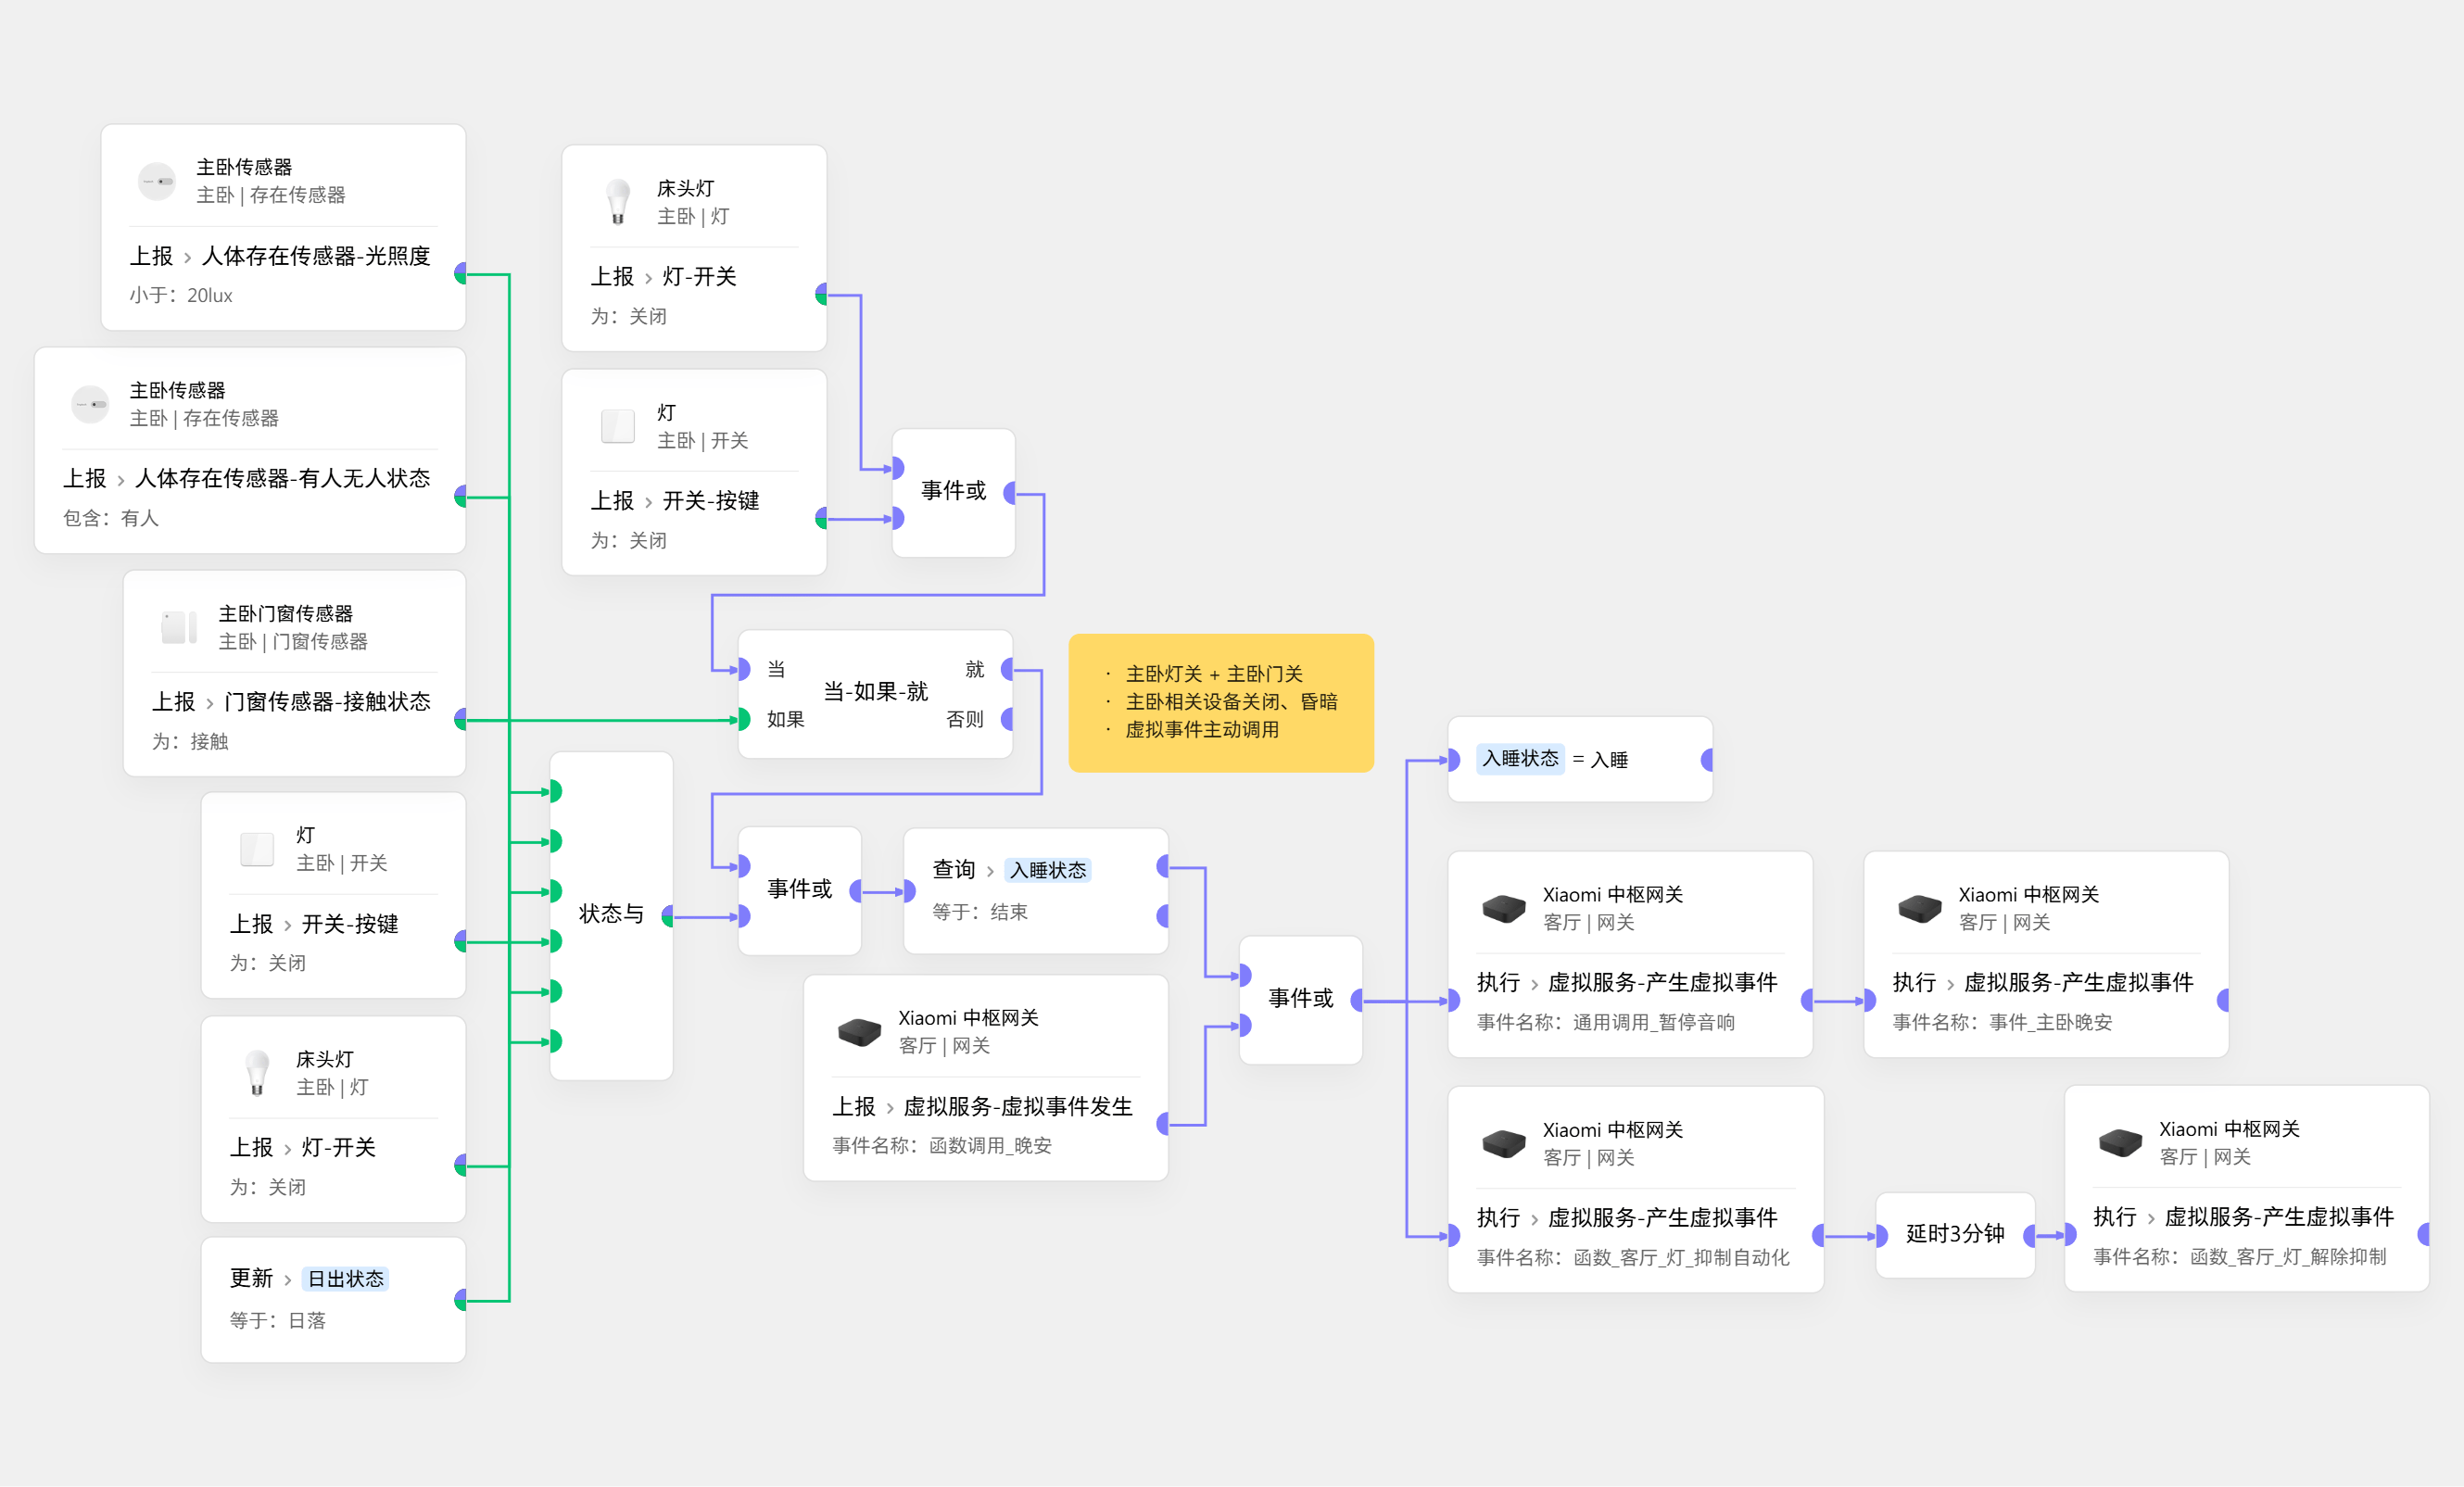 主卧传感器
主卧 | 存在传感器
上报 › 人体存在传感器-光照度
小于：20lux
主卧传感器
主卧 | 存在传感器
上报 › 人体存在传感器-有人无人状态
包含：有人
主卧门窗传感器
主卧 | 门窗传感器
上报 › 门窗传感器-接触状态
为：接触
灯
主卧 | 开关
上报 › 开关-按键
为：关闭
床头灯
主卧 | 灯
上报 › 灯-开关
为：关闭
更新 › 日出状态
等于：日落
床头灯
主卧 | 灯
上报 › 灯-开关
为：关闭
灯
主卧 | 开关
上报 › 开关-按键
为：关闭
事件或
当
就
当-如果-就
如果
否则
· 主卧灯关 + 主卧门关
· 主卧相关设备关闭、昏暗
· 虚拟事件主动调用
状态与
事件或
查询 › 入睡状态
等于：结束
Xiaomi 中枢网关
客厅 | 网关
上报 › 虚拟服务-虚拟事件发生
事件名称：函数调用_晚安
事件或
入睡状态 = 入睡
Xiaomi 中枢网关
客厅 | 网关
执行 › 虚拟服务-产生虚拟事件
事件名称：通用调用_暂停音响
Xiaomi 中枢网关
客厅 | 网关
执行 › 虚拟服务-产生虚拟事件
事件名称：事件_主卧晚安
Xiaomi 中枢网关
客厅 | 网关
执行 › 虚拟服务-产生虚拟事件
事件名称：函数_客厅_灯_抑制自动化
延时3分钟
Xiaomi 中枢网关
客厅 | 网关
执行 › 虚拟服务-产生虚拟事件
事件名称：函数_客厅_灯_解除抑制